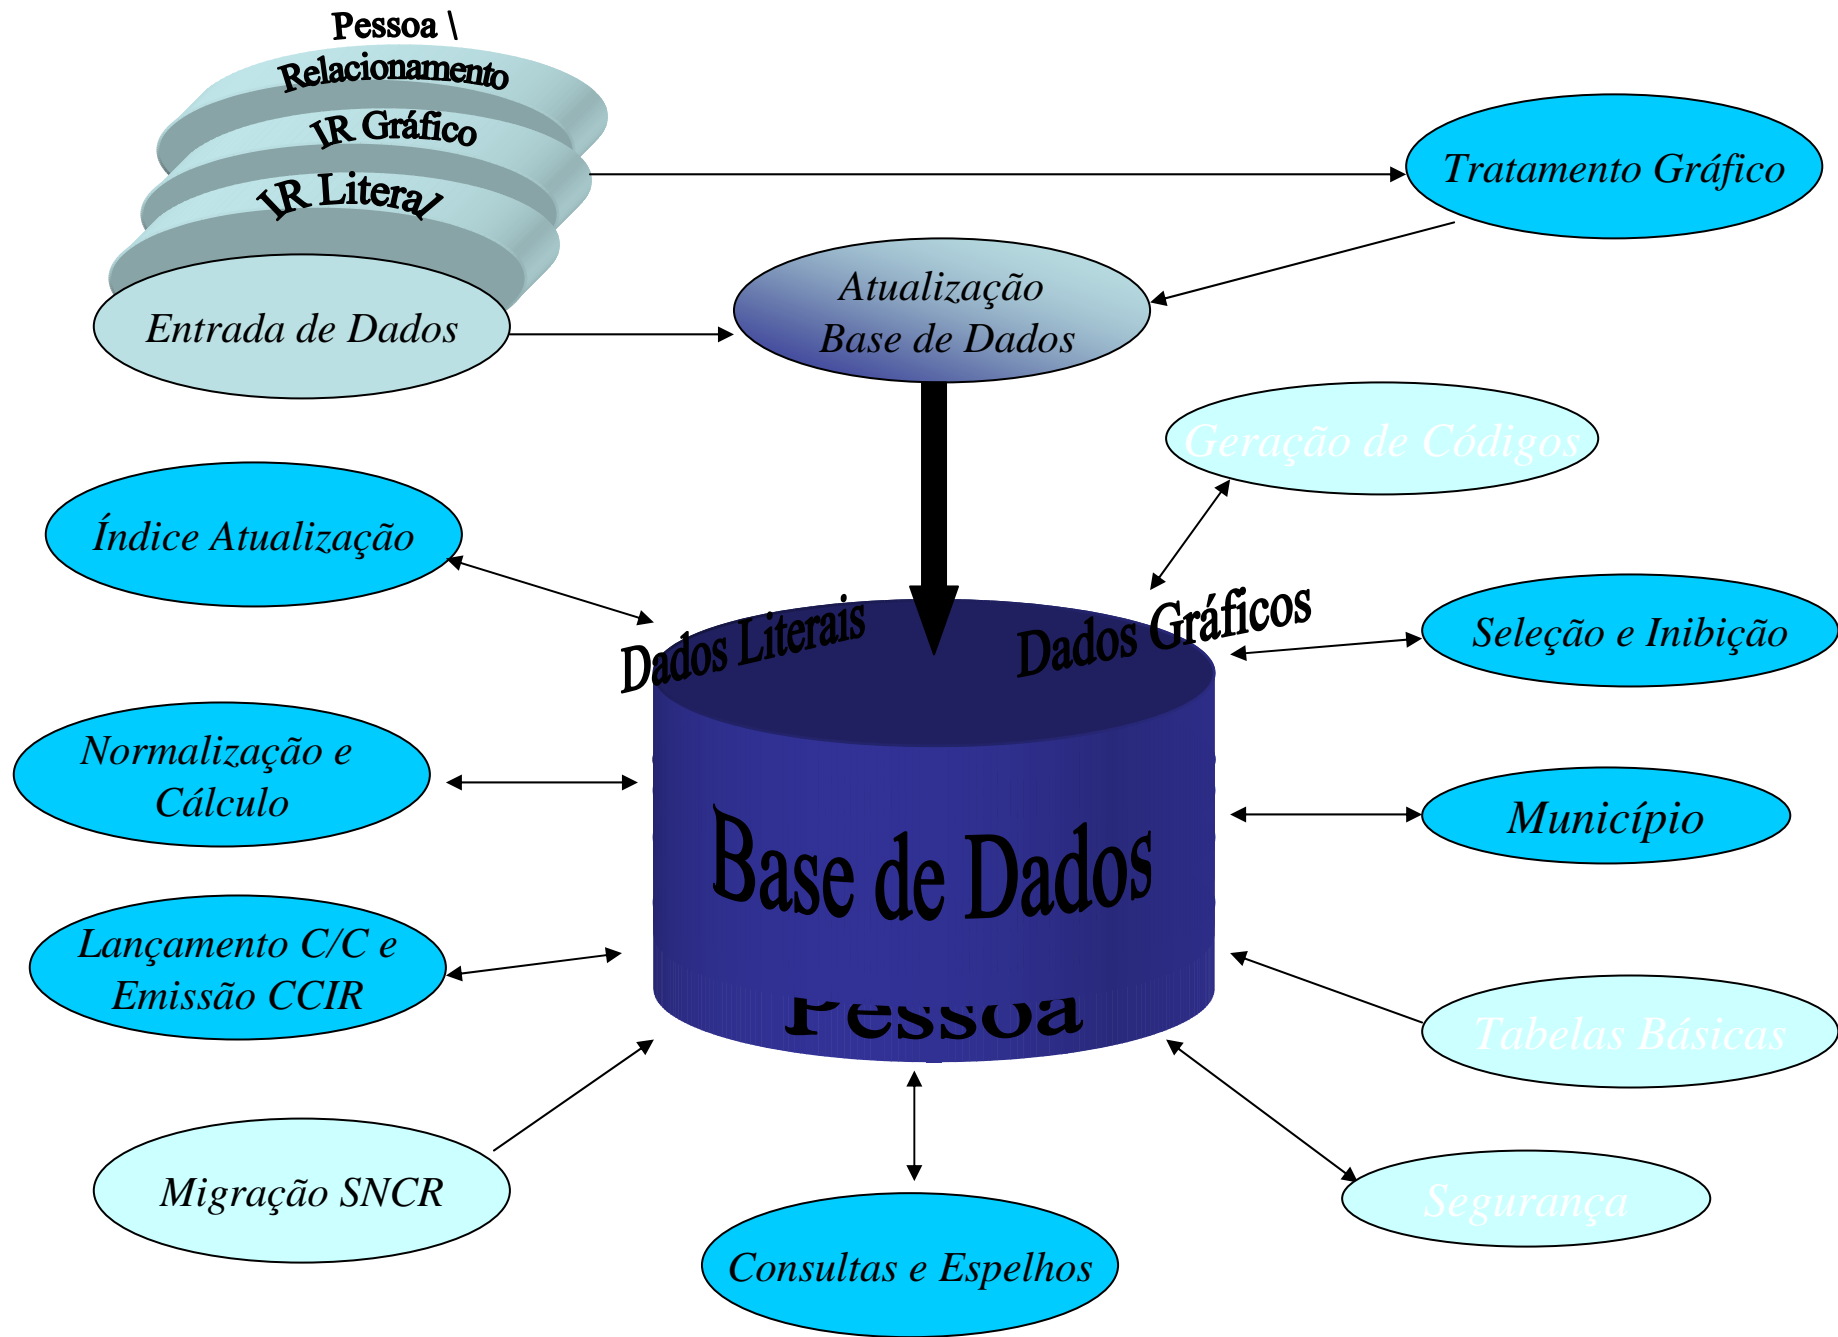 Pessoa \
Relacionamento
IR Gráfico
IR Literal
Entrada de Dados
Tratamento Gráfico
Atualização
Base de Dados
Geração de Códigos
Índice Atualização
Dados Literais
Dados Gráficos
Seleção e Inibição
Normalização e
Cálculo
Município
Base de Dados
Lançamento C/C e
Emissão CCIR
Pessoa
Tabelas Básicas
Migração SNCR
Segurança
Consultas e Espelhos